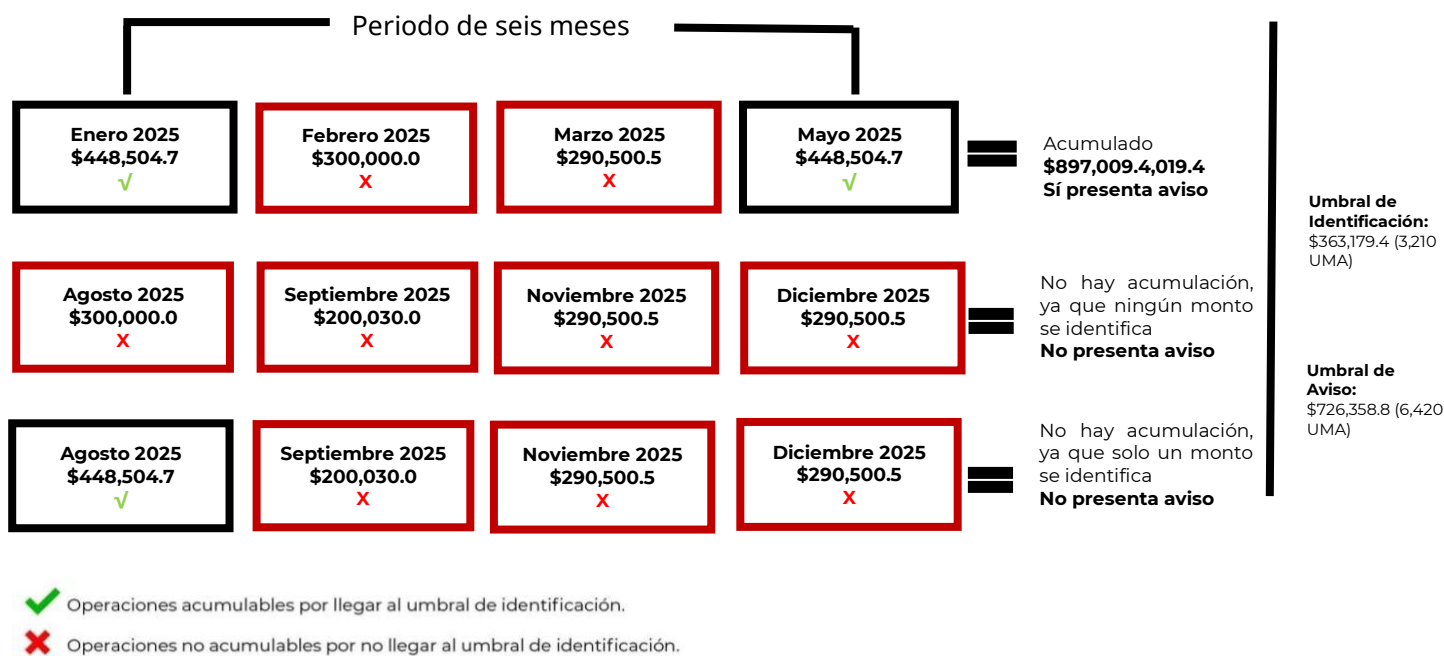 Periodo de seis meses
Enero 2025
$448,504.7
√
Febrero 2025
$300,000.0
X
Marzo 2025
$290,500.5
X
Mayo 2025
$448,504.7
√
Acumulado
$897,009.4,019.4
Sí presenta aviso
Agosto 2025
$300,000.0
X
Septiembre 2025
$200,030.0
X
Noviembre 2025
$290,500.5
X
Diciembre 2025
$290,500.5
X
No hay acumulación,
ya que ningún monto
se identifica
No presenta aviso
Agosto 2025
$448,504.7
√
Septiembre 2025
$200,030.0
X
Noviembre 2025
$290,500.5
X
Diciembre 2025
$290,500.5
X
No hay acumulación,
ya que solo un monto
se identifica
No presenta aviso
Umbral de
Identificación:
$363,179.4 (3,210
UMA)
Umbral de
Aviso:
$726,358.8 (6,420
UMA)
Operaciones acumulables por llegar al umbral de identificación.
Operaciones no acumulables por no llegar al umbral de identificación.